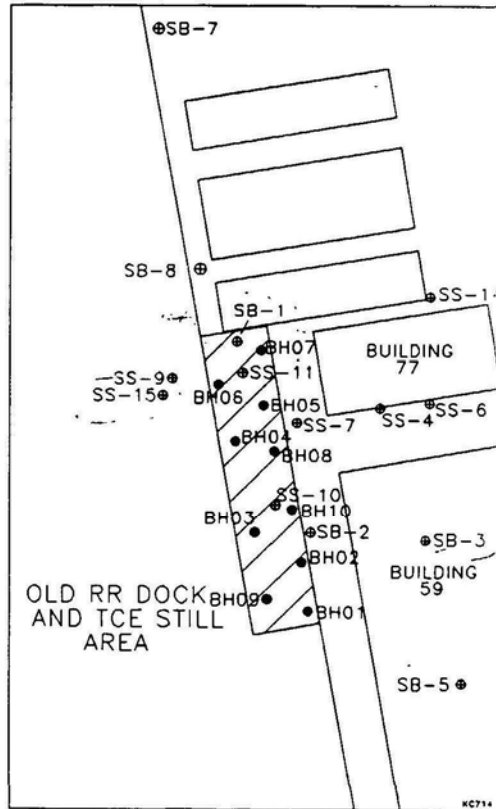 SB-7
SB-8
SB-1
SS-1
BH07
BUILDING
77
SS-9
SS-11
SS-15
BH06
BH05
SS-6
SS-4
SS-7
BH04
BH08
SS-10
BH10
BH03
SB-2
SB-3
BH02
BUILDING
59
OLD RR DOCK
AND TCE STILL
AREA
BH09
BH01
SB-5